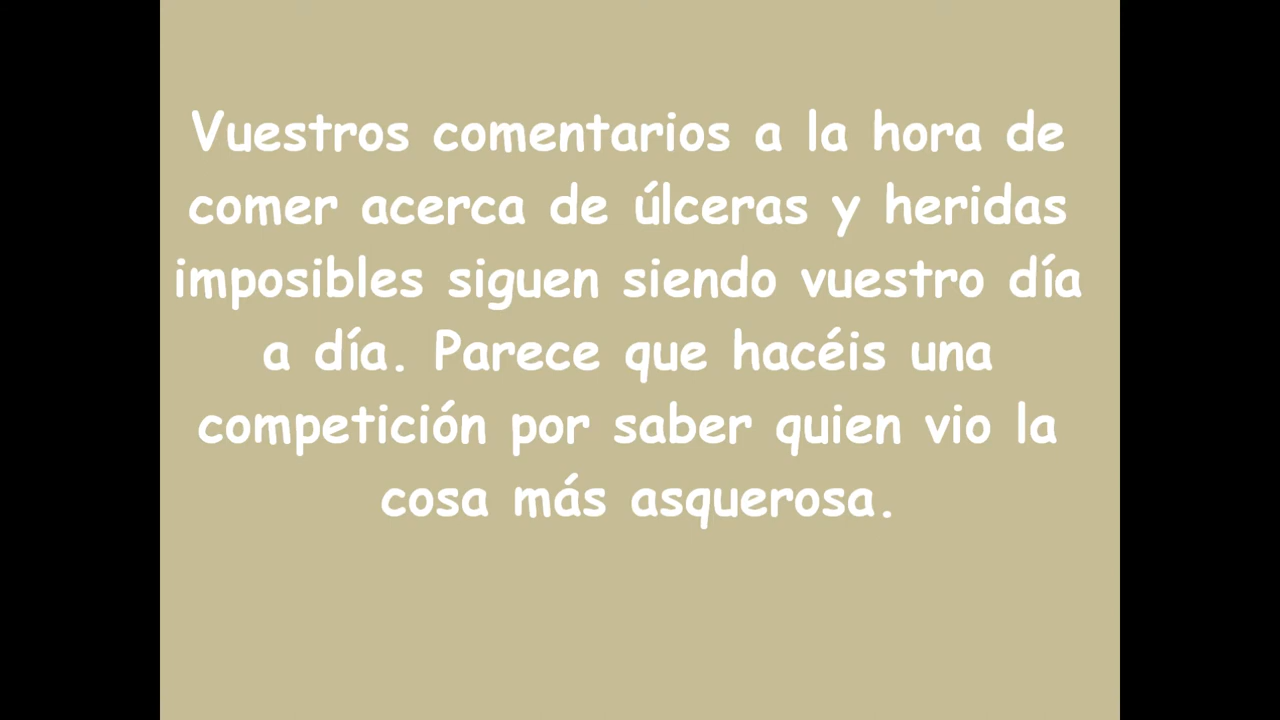 Vuestros comentarios a la hora de
comer acerca de úlceras y heridas
imposibles siguen siendo vuestro día
a día. Parece que hacéis una
competición por saber quien vio la
cosa más asquerosa.